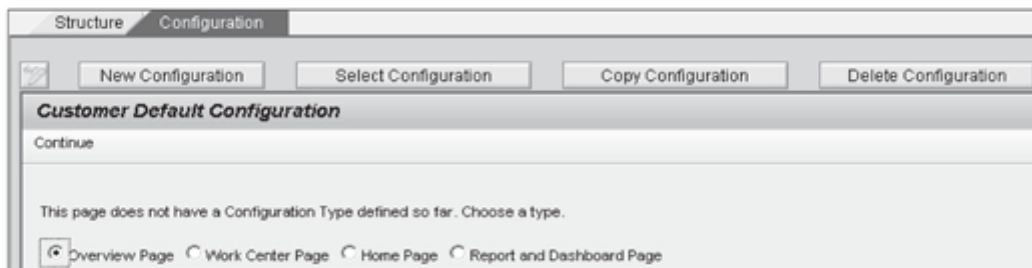 Structure Configuration
New Configuration Select Configuration Copy Configuration Delete Configuration
Customer Default Configuration
Continue
This page does not have a Configuration Type defined so far. Choose a type.
Overview Page Work Center Page Home Page Report and Dashboard Page